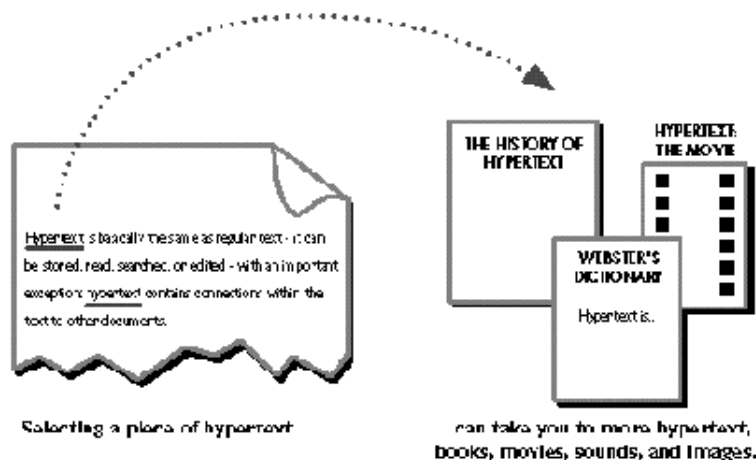 Hypertext is basically the same as regular text - it can
be stored, read, searched, or edited - with an important
exception: hypertext contains connections within the
text to other documents.
Selecting a piece of hypertext
THE HISTORY OF
HYPERTEXT
HYPERTEXT:
THE MOVIE
WEBSTER'S
DICTIONARY
Hypertext is..
can take you to more hypertext,
books, movies, sounds, and images.